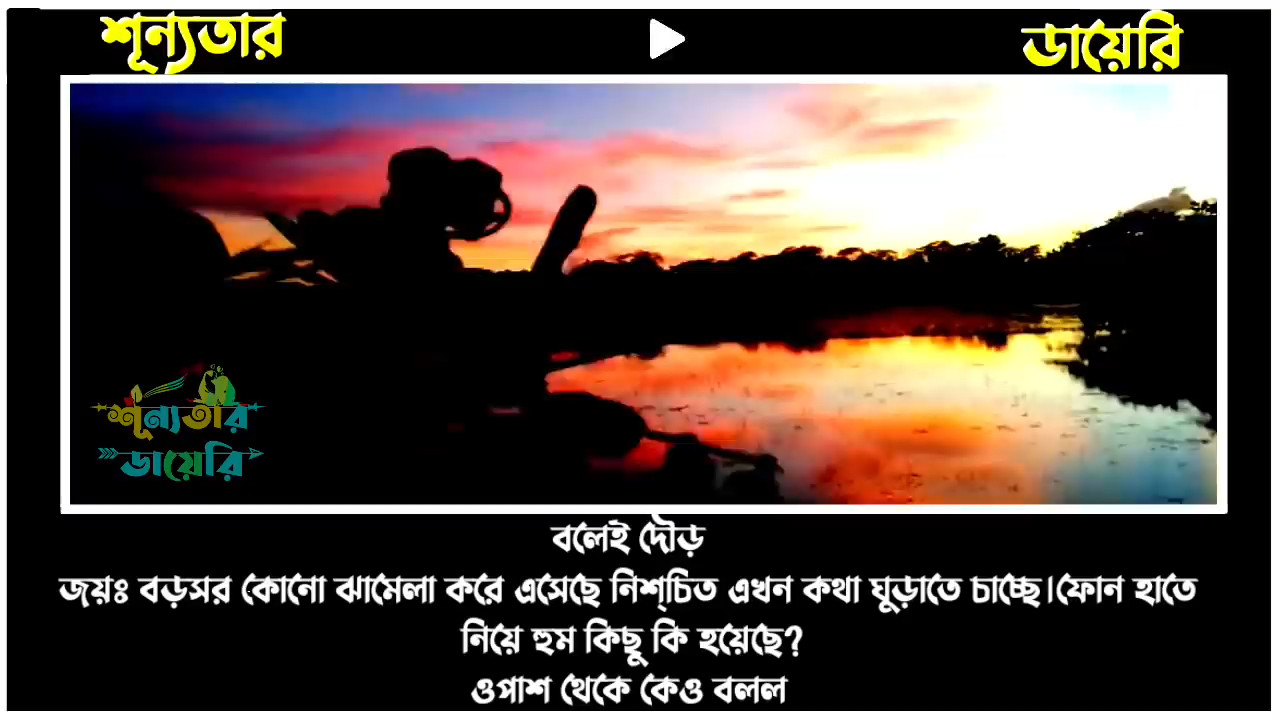 শূন্যতার ডায়েরি
শূন্যতার
ডায়েরি
বলেই দৌড়
জয়ঃ বড়সর কোনো ঝামেলা করে এসেছে নিশ্চিত এখন কথা ঘুড়াতে চাচ্ছে।ফোন হাতে
নিয়ে হুম কিছু কি হয়েছে?
ওপাশ থেকে কেও বলল